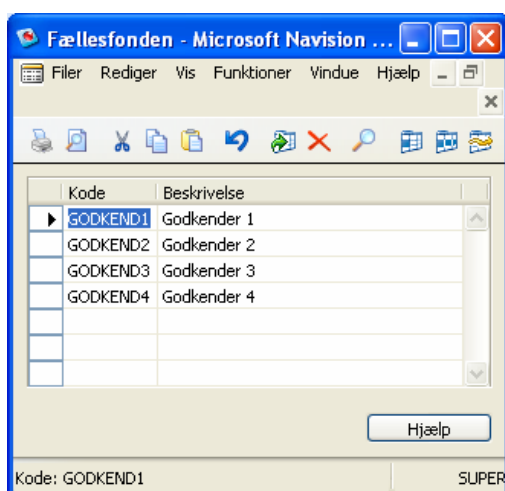 Fællesfonden - Microsoft Navision ...
Filer Rediger Vis Funktioner Vindue Hjælp
Kode Beskrivelse
GODKEND1 Godkender 1
GODKEND2 Godkender 2
GODKEND3 Godkender 3
GODKEND4 Godkender 4
Hjælp
Kode: GODKEND1 SUPER